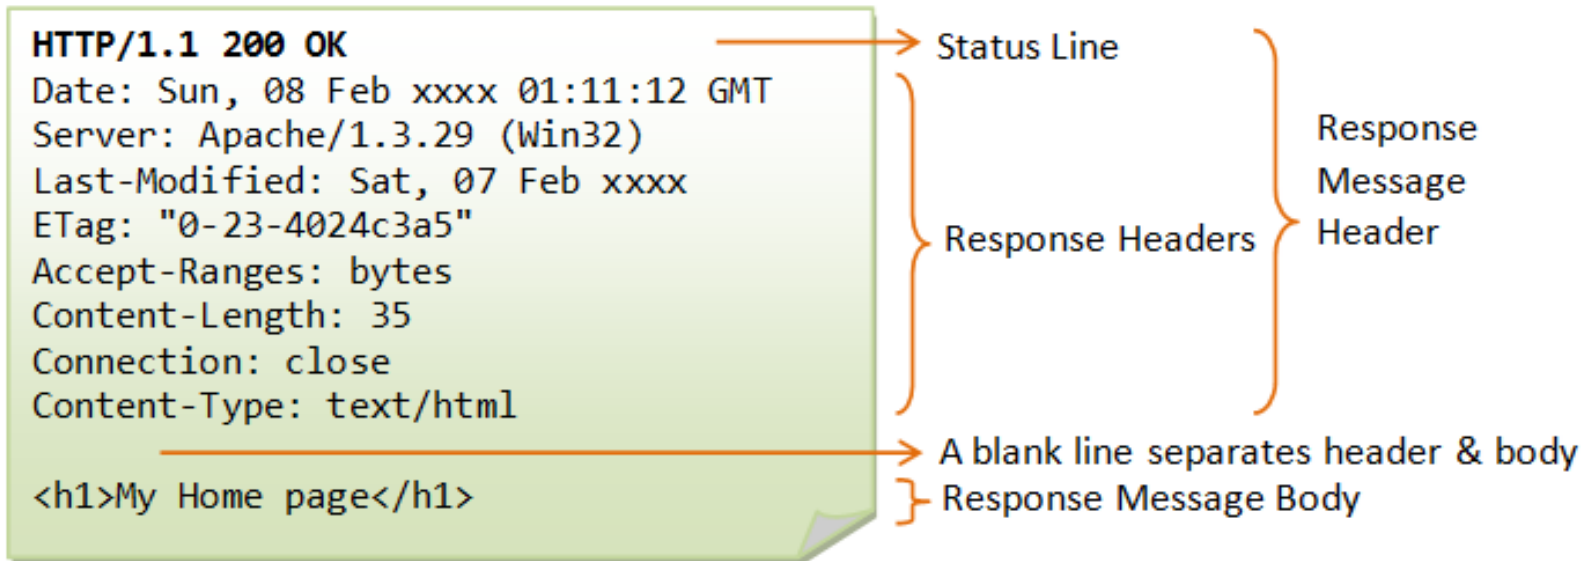 HTTP/1.1 200 OK
Date: Sun, 08 Feb xxxx 01:11:12 GMT
Server: Apache/1.3.29 (Win32)
Last-Modified: Sat, 07 Feb xxxx
ETag: "0-23-4024c3a5"
Accept-Ranges: bytes
Content-Length: 35
Connection: close
Content-Type: text/html
<h1>My Home page</h1>
Status Line
Response Headers
Response
Message
Header
A blank line separates header & body
Response Message Body